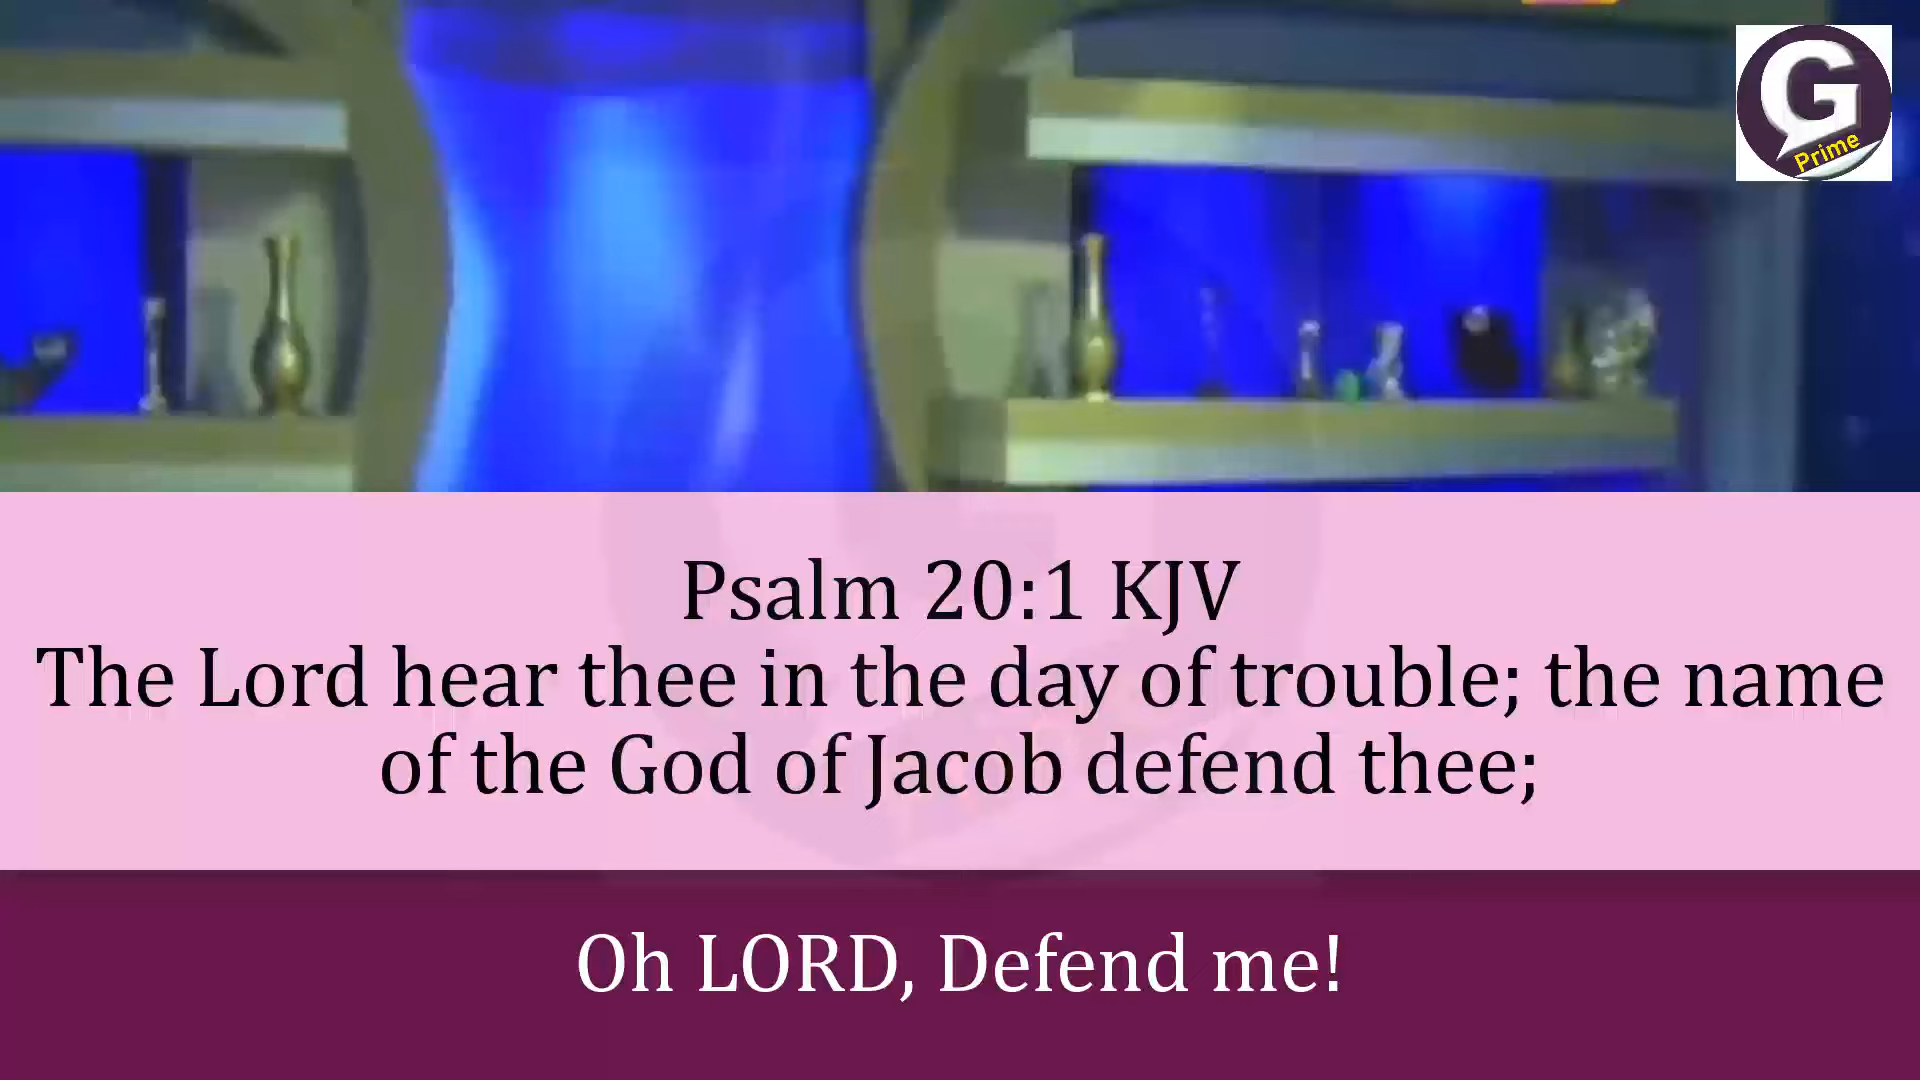 G
Prime
Psalm 20:1 KJV
The Lord hear thee in the day of trouble; the name
of the God of Jacob defend thee;
Oh LORD, Defend me!